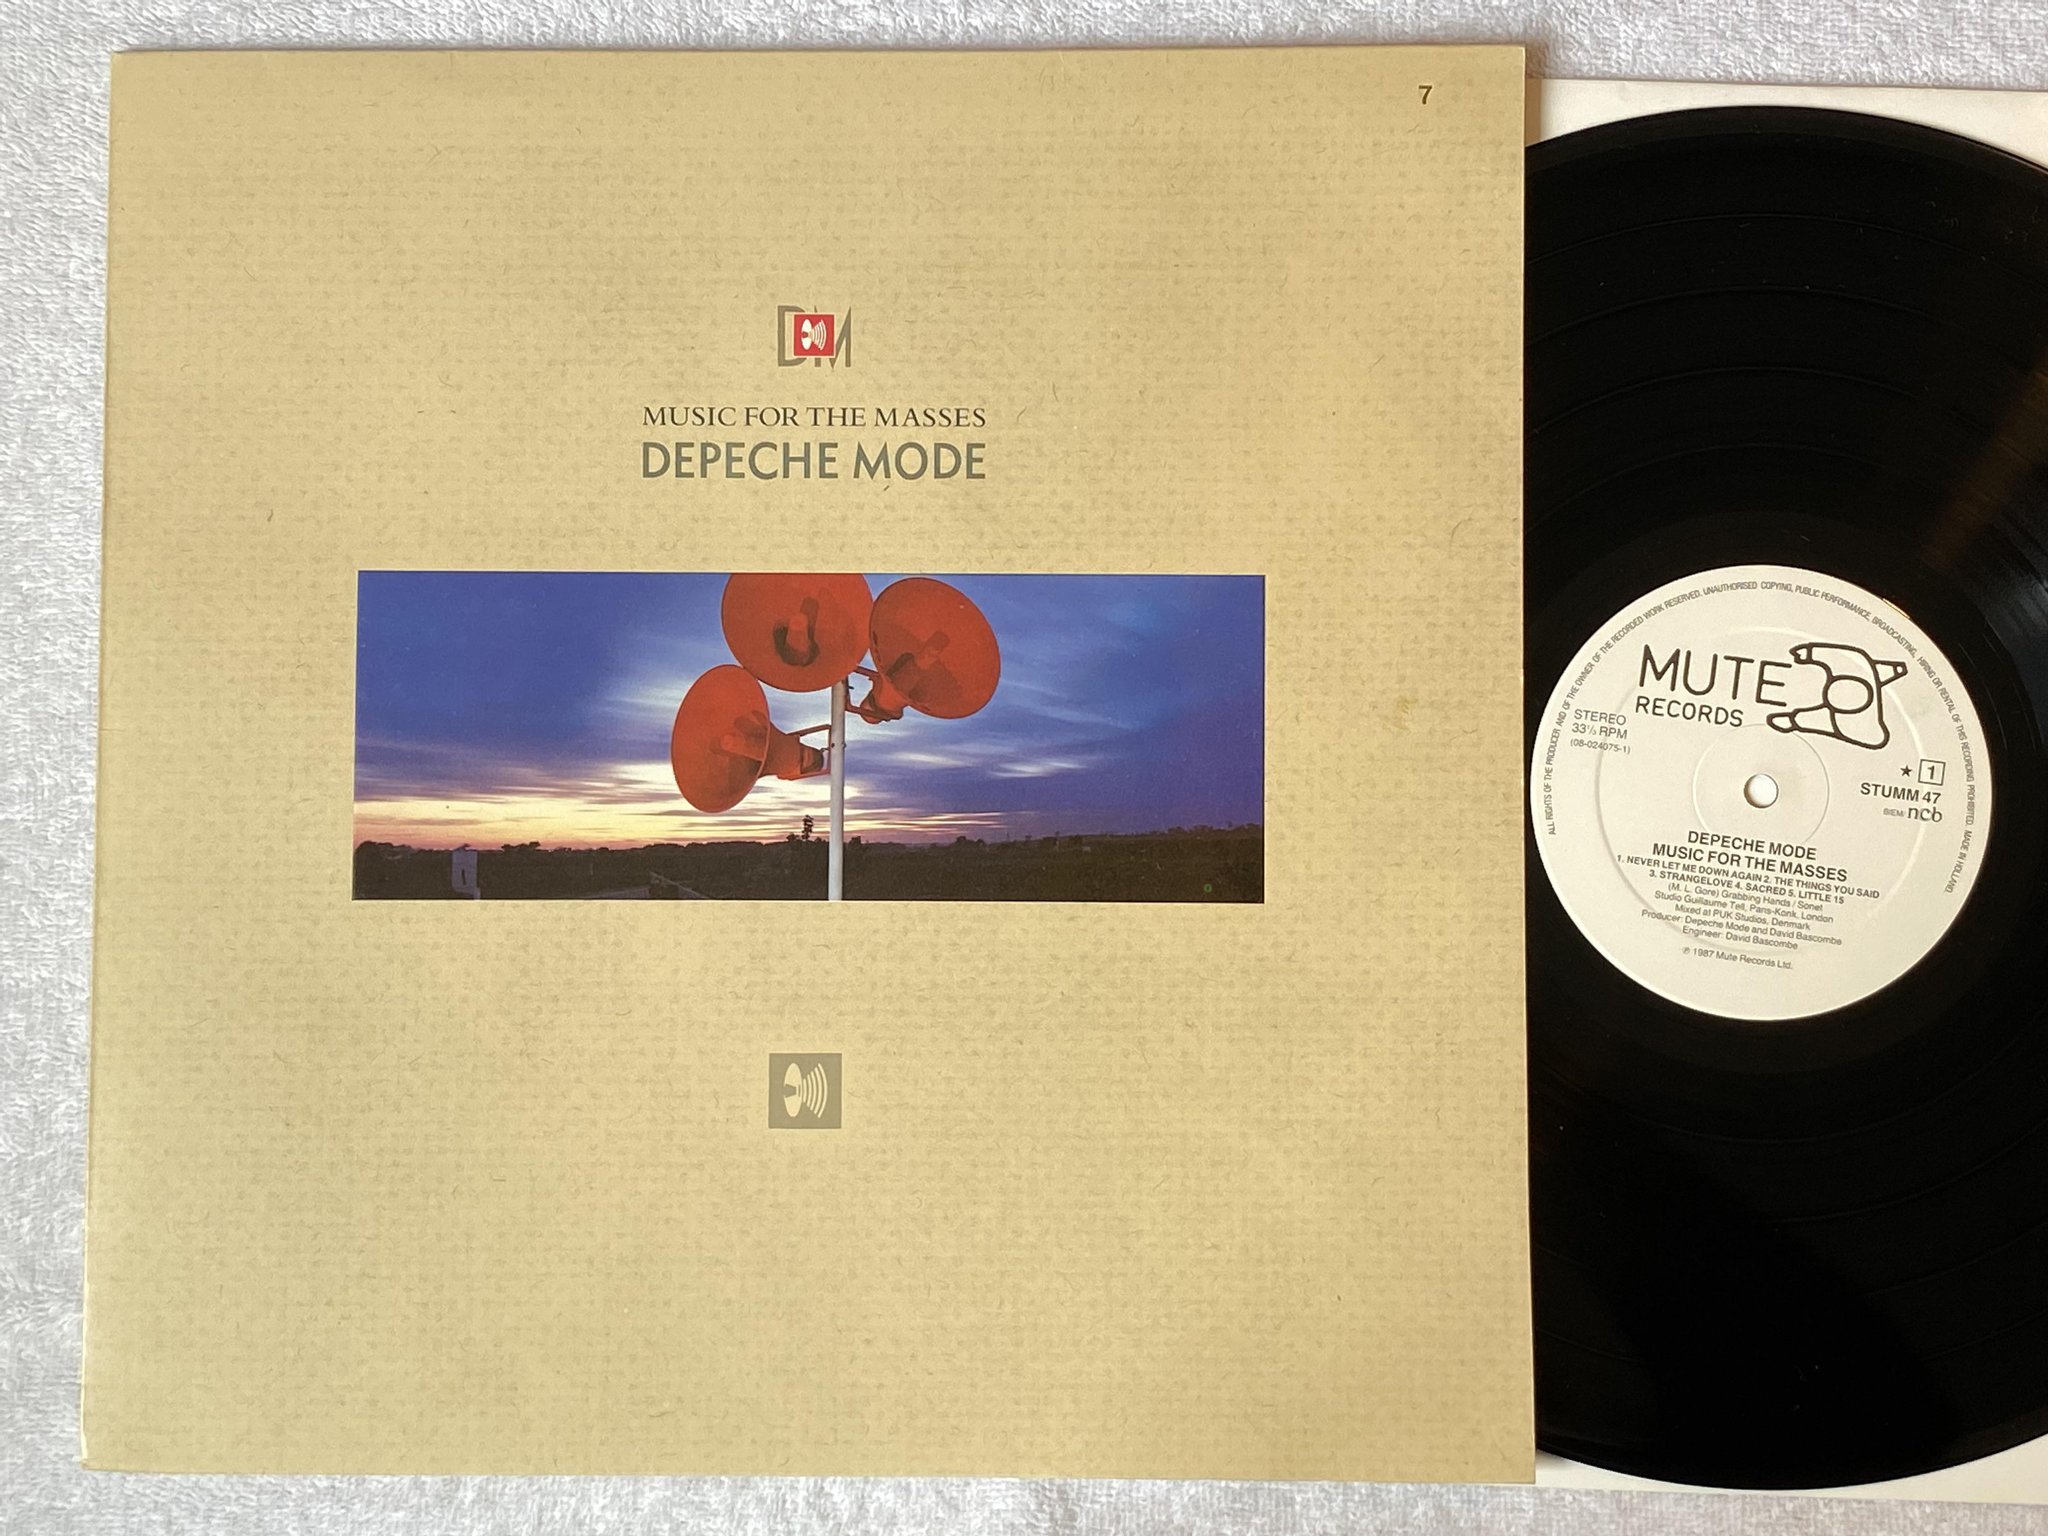 7
DM
MUSIC FOR THE MASSES
DEPECHE MODE
ALL RIGHTS OF THE PRODUCER AND OF THE OWNER OF THE RECORDED WORK RESERVED. UNAUTHORISED COPYING, PUBLIC PERFORMANCE, BROADCASTING, HIRING OR RENTAL OF THIS RECORDING PROHIBITED. MADE IN HOLLAND.
MUTE
RECORDS
STEREO
33⅓ RPM
(08-024075-1)
★ 1
STUMM 47
BIEM/ ncb
DEPECHE MODE
MUSIC FOR THE MASSES
1. NEVER LET ME DOWN AGAIN 2. THE THINGS YOU SAID
3. STRANGELOVE 4. SACRED 5. LITTLE 15
(M. L. Gore) Grabbing Hands / Sonet
Studio Guillaume Tell, Paris-Konk, London
Mixed at PUK Studios, Denmark
Producer: Depeche Mode and David Bascombe
Engineer: David Bascombe
℗ 1987 Mute Records Ltd.